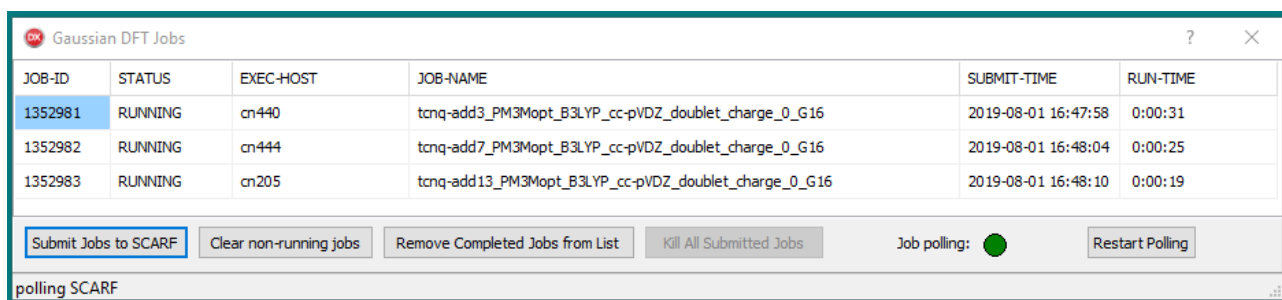 DX Gaussian DFT Jobs ? ×
JOB-ID STATUS EXEC-HOST JOB-NAME SUBMIT-TIME RUN-TIME
1352981 RUNNING cn440 tcnq-add3_PM3Mopt_B3LYP_cc-pVDZ_doublet_charge_0_G16 2019-08-01 16:47:58 0:00:31
1352982 RUNNING cn444 tcnq-add7_PM3Mopt_B3LYP_cc-pVDZ_doublet_charge_0_G16 2019-08-01 16:48:04 0:00:25
1352983 RUNNING cn205 tcnq-add13_PM3Mopt_B3LYP_cc-pVDZ_doublet_charge_0_G16 2019-08-01 16:48:10 0:00:19
Submit Jobs to SCARF Clear non-running jobs Remove Completed Jobs from List Kill All Submitted Jobs Job polling: Restart Polling
polling SCARF